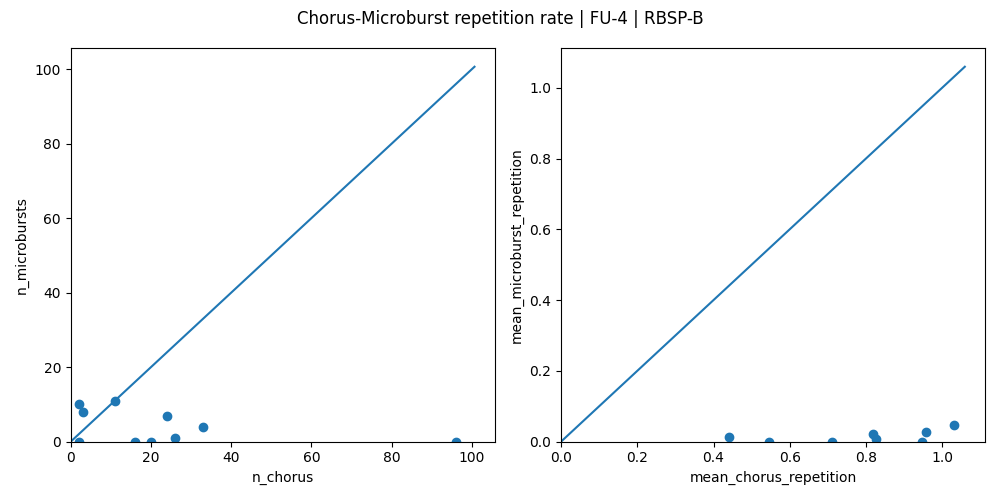 Chorus-Microburst repetition rate | FU-4 | RBSP-B
n_microbursts
100
80
60
40
20
0
0 20 40 60 80 100
n_chorus
mean_microburst_repetition
1.0
0.8
0.6
0.4
0.2
0.0
0.0 0.2 0.4 0.6 0.8 1.0
mean_chorus_repetition